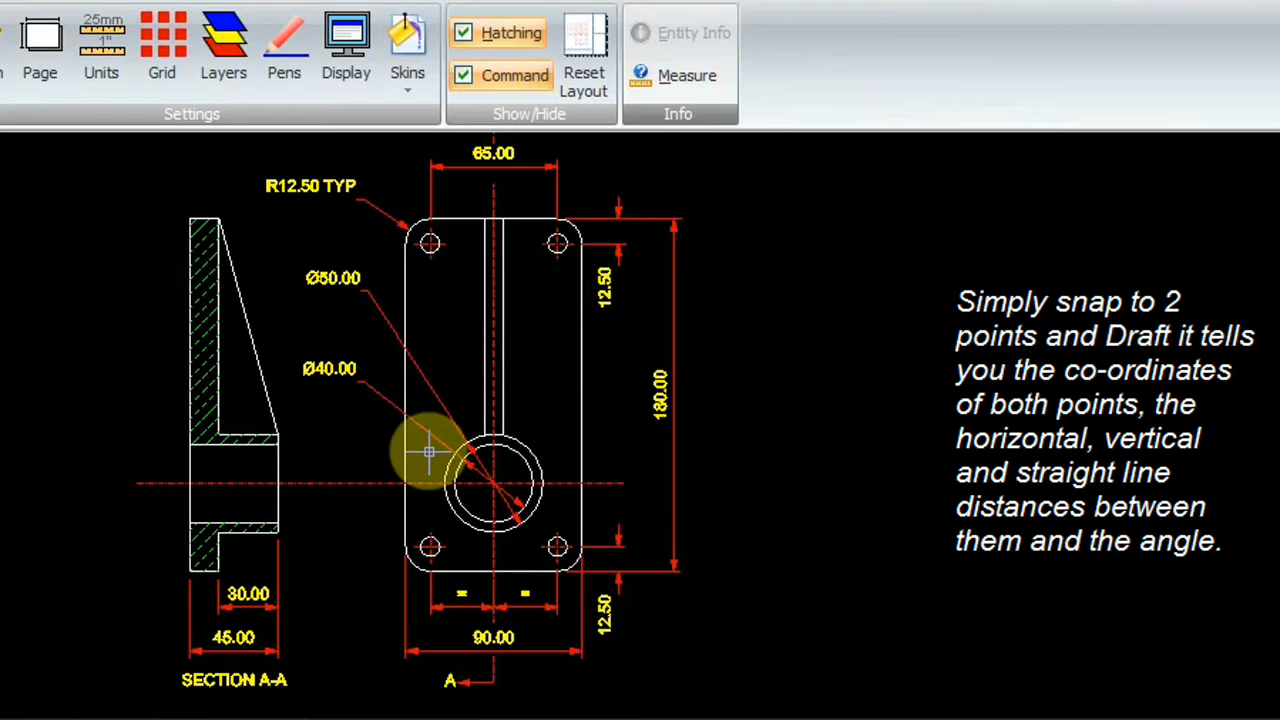 25mm
1"
Page
Units
Grid
Layers
Pens
Display
Skins
Settings
Hatching
Command
Reset
Layout
Show/Hide
Entity Info
Measure
Info
65.00
R12.50 TYP
12.50
Ø50.00
Ø40.00
180.00
30.00
= =
12.50
45.00
90.00
SECTION A-A
A
Simply snap to 2
points and Draft it tells
you the co-ordinates
of both points, the
horizontal, vertical
and straight line
distances between
them and the angle.